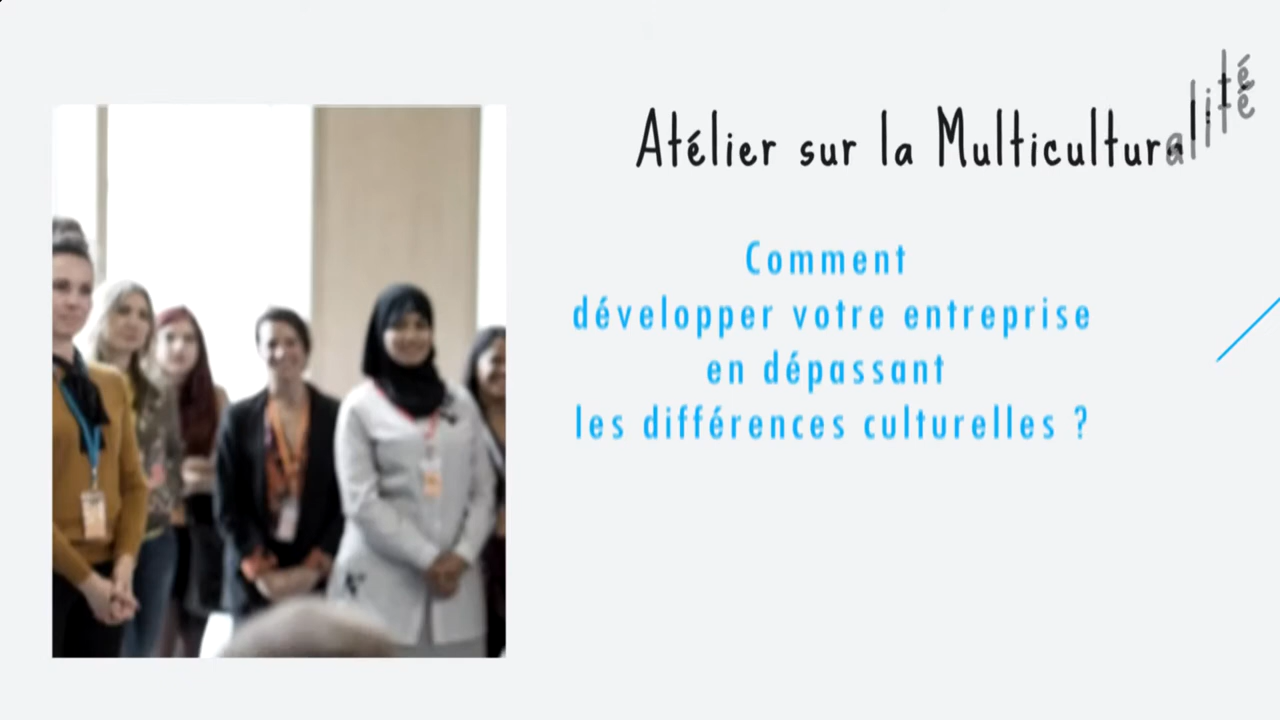 Atélier sur la Multiculturalité
Comment
développer votre entreprise
en dépassant
les différences culturelles ?